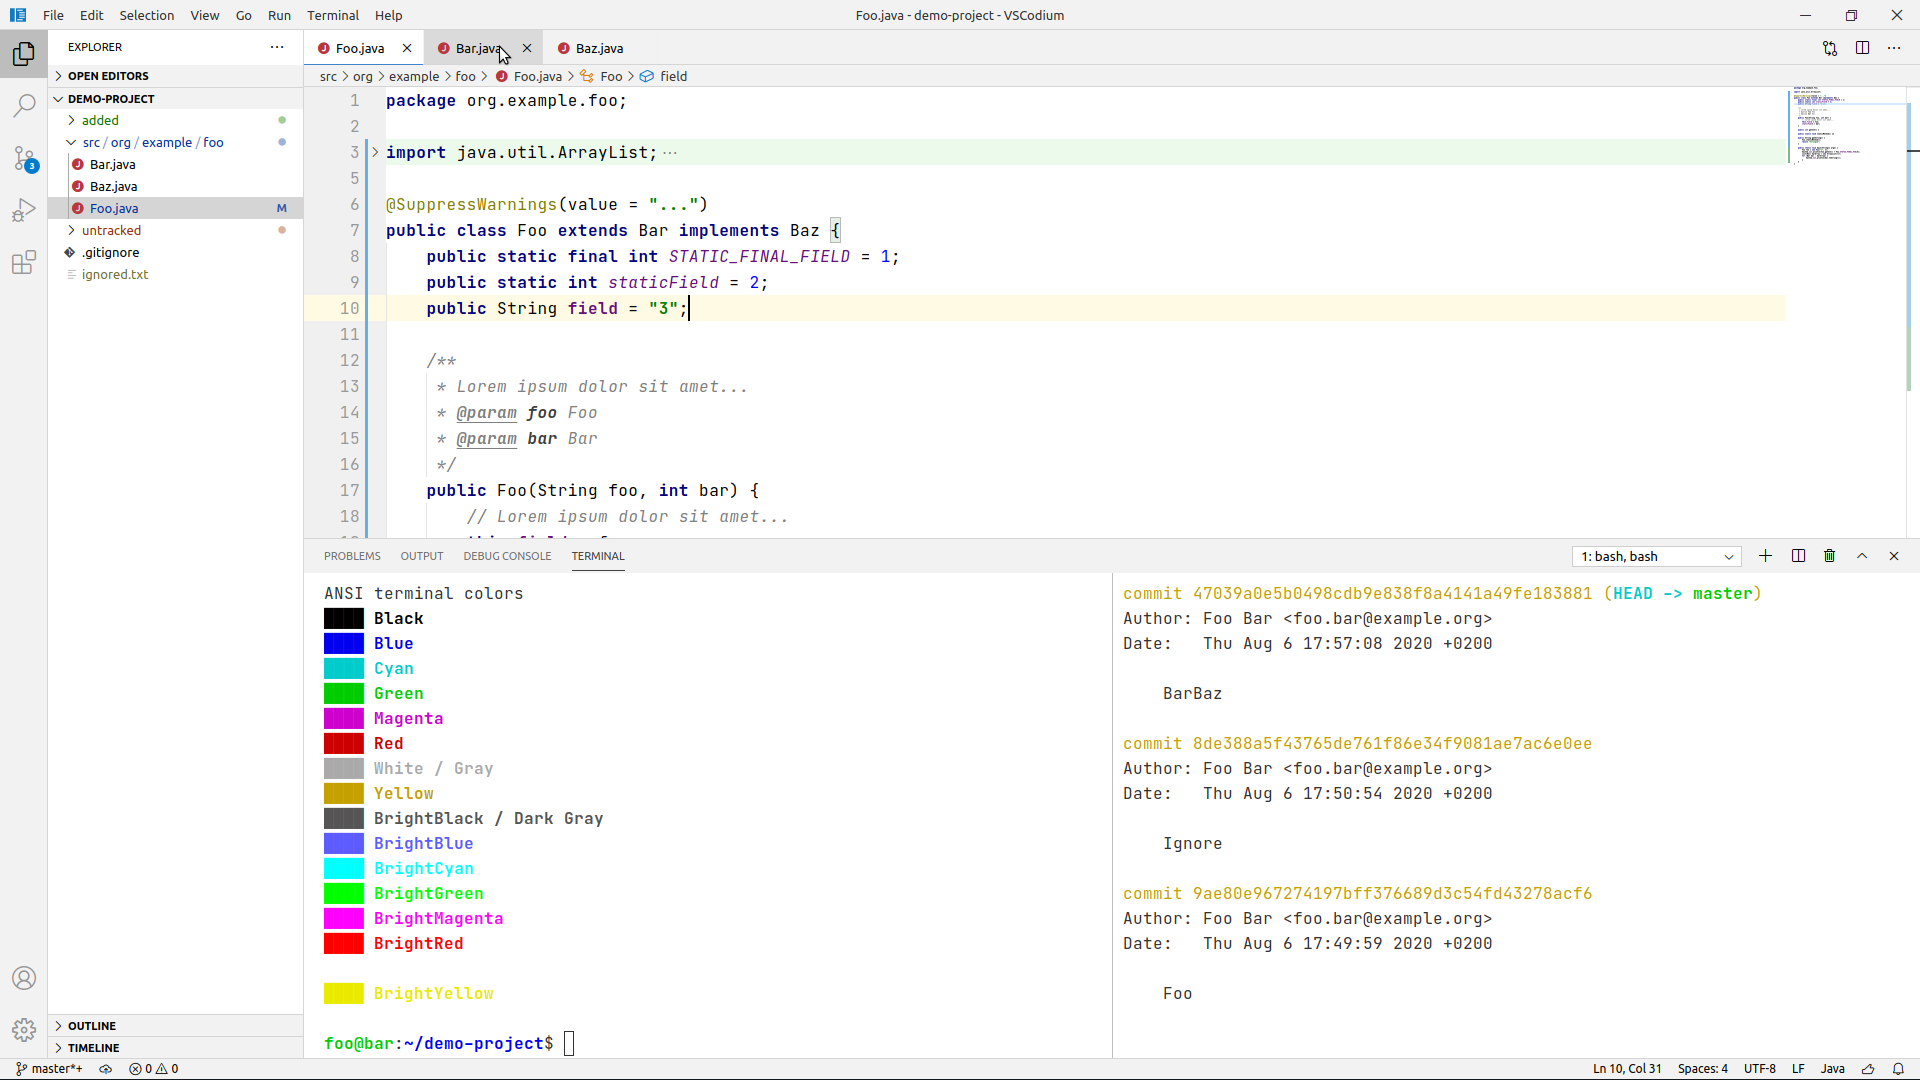 File Edit Selection View Go Run Terminal Help
Foo.java - demo-project - VSCodium
EXPLORER
OPEN EDITORS
DEMO-PROJECT
added
src / org / example / foo
Bar.java
Baz.java
Foo.java M
untracked
.gitignore
ignored.txt
OUTLINE
TIMELINE
3
Foo.java Bar.java Baz.java
src > org > example > foo > Foo.java > Foo > field
1 package org.example.foo;
2
3 import java.util.ArrayList; ···
5
6 @SuppressWarnings(value = "...")
7 public class Foo extends Bar implements Baz {
8 public static final int STATIC_FINAL_FIELD = 1;
9 public static int staticField = 2;
10 public String field = "3";
11
12 /**
13 * Lorem ipsum dolor sit amet...
14 * @param foo Foo
15 * @param bar Bar
16 */
17 public Foo(String foo, int bar) {
18 // Lorem ipsum dolor sit amet...
PROBLEMS OUTPUT DEBUG CONSOLE TERMINAL
1: bash, bash
ANSI terminal colors
Black
Blue
Cyan
Green
Magenta
Red
White / Gray
Yellow
BrightBlack / Dark Gray
BrightBlue
BrightCyan
BrightGreen
BrightMagenta
BrightRed
BrightYellow
foo@bar:~/demo-project$
commit 47039a0e5b0498cdb9e838f8a4141a49fe183881 (HEAD -> master)
Author: Foo Bar <foo.bar@example.org>
Date: Thu Aug 6 17:57:08 2020 +0200
BarBaz
commit 8de388a5f43765de761f86e34f9081ae7ac6e0ee
Author: Foo Bar <foo.bar@example.org>
Date: Thu Aug 6 17:50:54 2020 +0200
Ignore
commit 9ae80e967274197bff376689d3c54fd43278acf6
Author: Foo Bar <foo.bar@example.org>
Date: Thu Aug 6 17:49:59 2020 +0200
Foo
master*+ 0 0
Ln 10, Col 31 Spaces: 4 UTF-8 LF Java